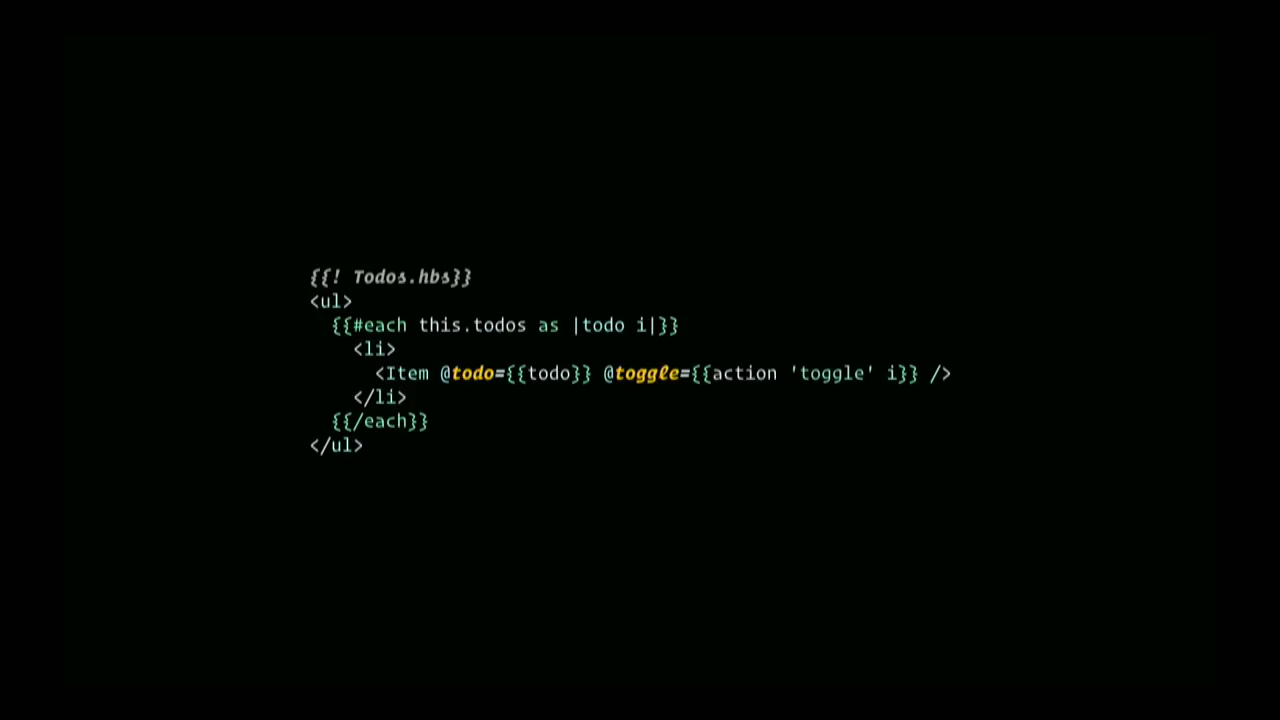 {{! Todos.hbs}}
<ul>
  {{#each this.todos as |todo i|}}
    <li>
      <Item @todo={{todo}} @toggle={{action 'toggle' i}} />
    </li>
  {{/each}}
</ul>